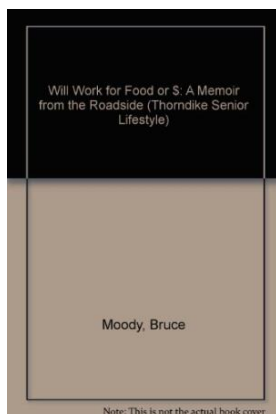 Will Work for Food or $: A Memoir
from the Roadside (Thorndike Senior
Lifestyle)
Moody, Bruce
Note: This is not the actual book cover